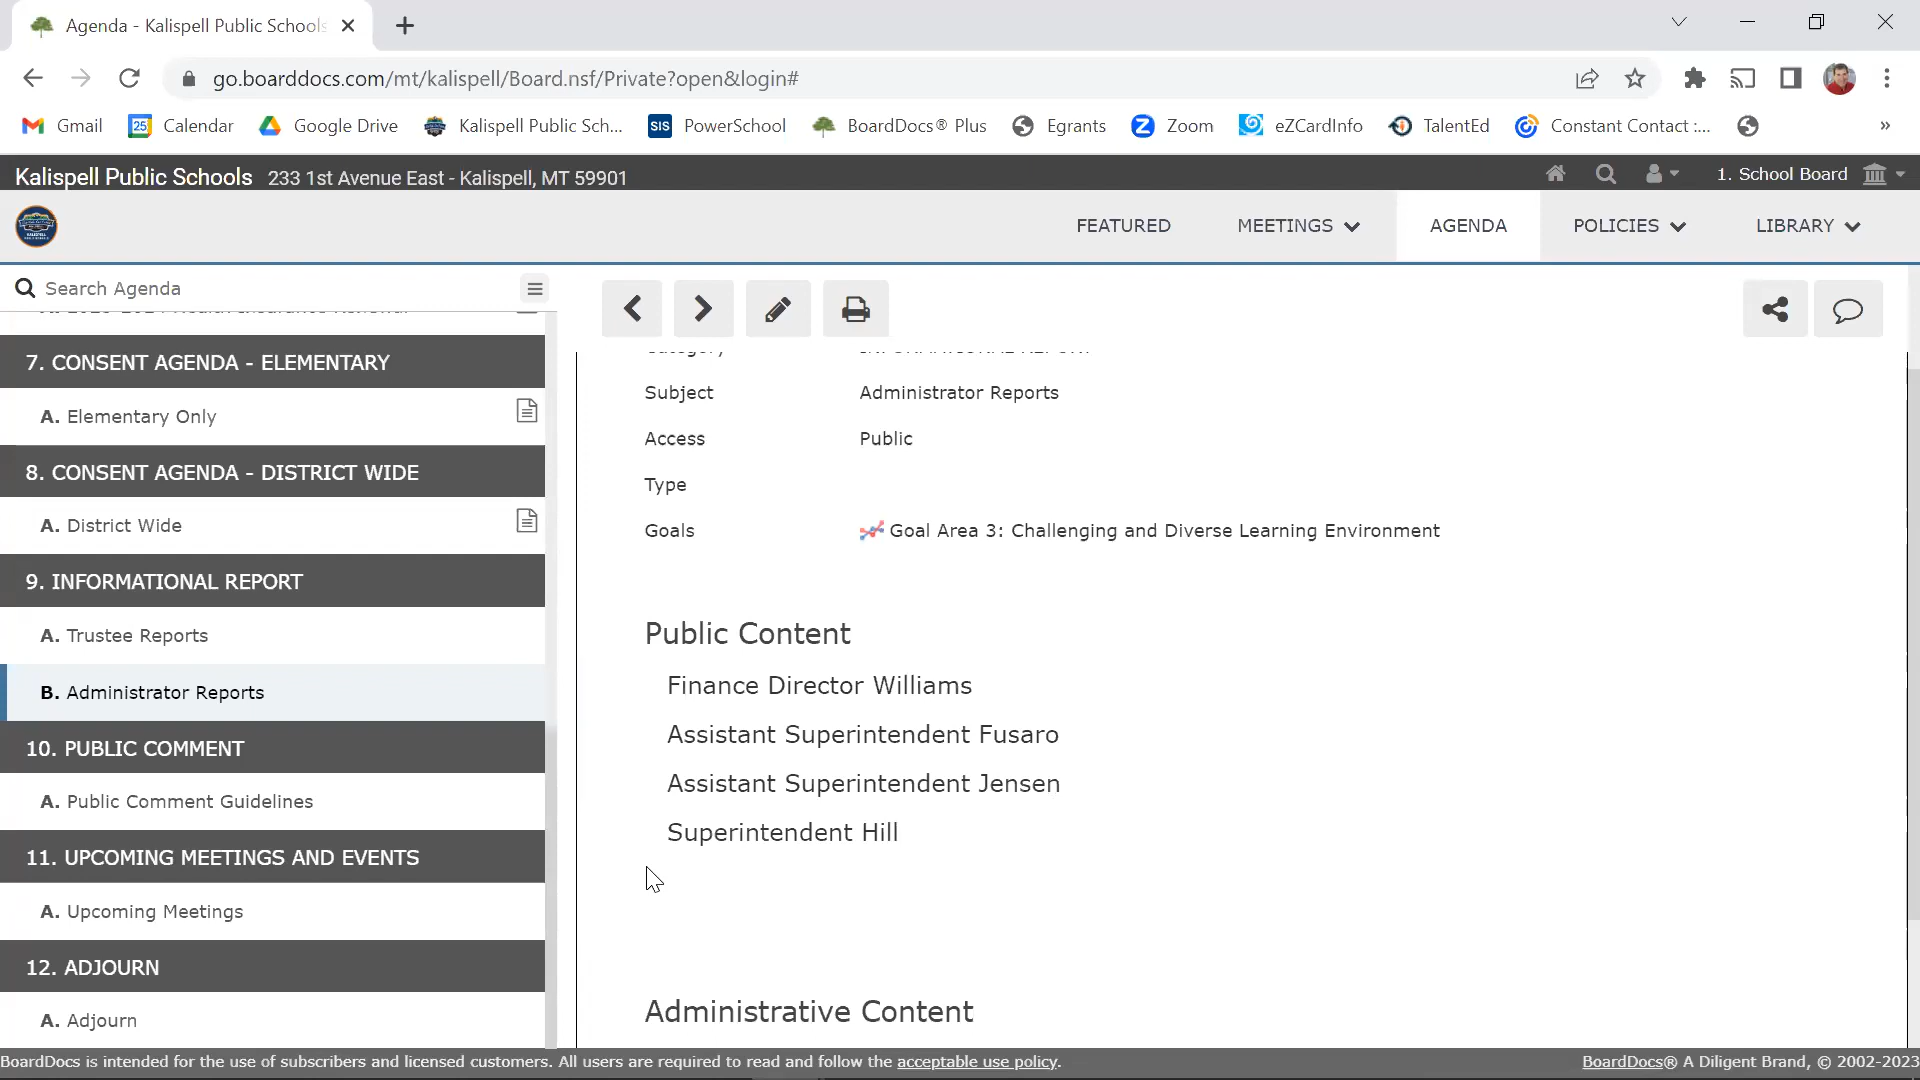 Agenda - Kalispell Public Schools
go.boarddocs.com/mt/kalispell/Board.nsf/Private?open&login#
Gmail
25
Calendar
Google Drive
Kalispell Public Sch...
SIS
PowerSchool
BoardDocs® Plus
Egrants
Zoom
eZCardInfo
TalentEd
Constant Contact :...
»
Kalispell Public Schools 233 1st Avenue East - Kalispell, MT 59901
1. School Board
FEATURED
MEETINGS
AGENDA
POLICIES
LIBRARY
Search Agenda
7. CONSENT AGENDA - ELEMENTARY
A. Elementary Only
8. CONSENT AGENDA - DISTRICT WIDE
A. District Wide
9. INFORMATIONAL REPORT
A. Trustee Reports
B. Administrator Reports
10. PUBLIC COMMENT
A. Public Comment Guidelines
11. UPCOMING MEETINGS AND EVENTS
A. Upcoming Meetings
12. ADJOURN
A. Adjourn
Subject Administrator Reports
Access Public
Type
Goals Goal Area 3: Challenging and Diverse Learning Environment
Public Content
Finance Director Williams
Assistant Superintendent Fusaro
Assistant Superintendent Jensen
Superintendent Hill
Administrative Content
BoardDocs is intended for the use of subscribers and licensed customers. All users are required to read and follow the acceptable use policy.
BoardDocs® A Diligent Brand, © 2002-2023